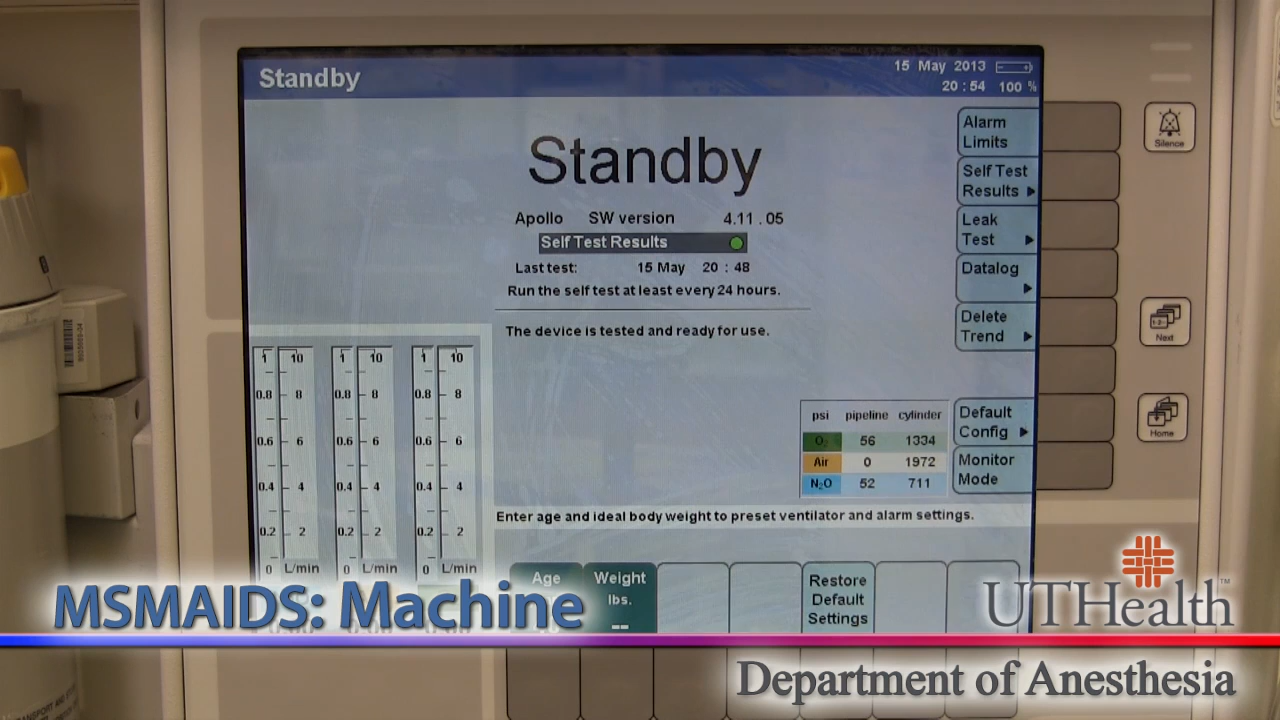 Standby
15 May 2013
20 : 54 100 %
Standby
Apollo SW version 4.11 . 05
Self Test Results
Last test: 15 May 20 : 48
Run the self test at least every 24 hours.
The device is tested and ready for use.
Alarm
Limits
Self Test
Results
Leak
Test
Datalog
Delete
Trend
Default
Config
Monitor
Mode
Silence
Next
Home
psi pipeline cylinder
O₂ 56 1334
Air 0 1972
N₂O 52 711
1 10 1 10 1 10
0.8 8 0.8 8 0.8 8
0.6 6 0.6 6 0.6 6
0.4 4 0.4 4 0.4 4
0.2 2 0.2 2 0.2 2
0 L/min 0 L/min 0 L/min
Enter age and ideal body weight to preset ventilator and alarm settings.
Age
Weight
lbs.
--
Restore
Default
Settings
MSMAIDS: Machine
UTHealth™
Department of Anesthesia